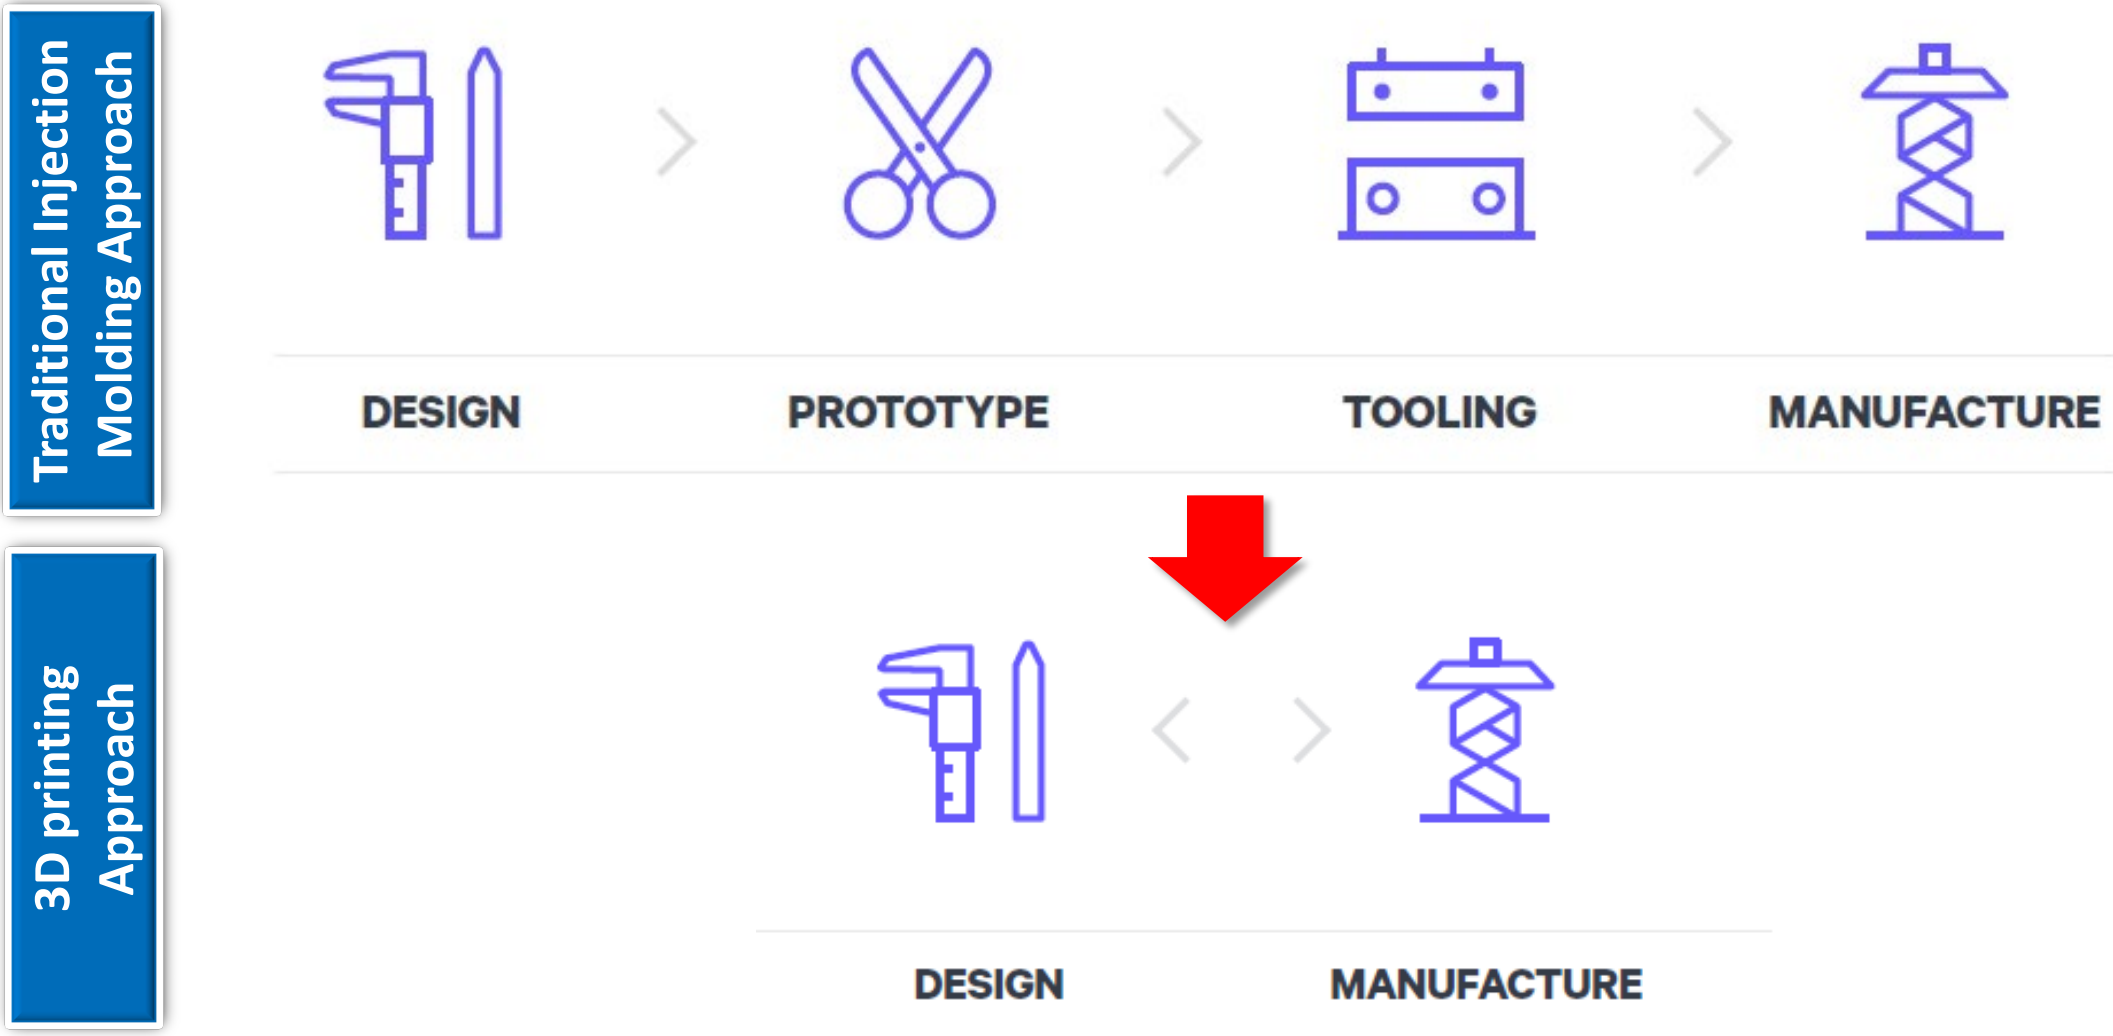 Traditional Injection
Molding Approach
DESIGN
PROTOTYPE
TOOLING
MANUFACTURE
3D printing
Approach
DESIGN
MANUFACTURE